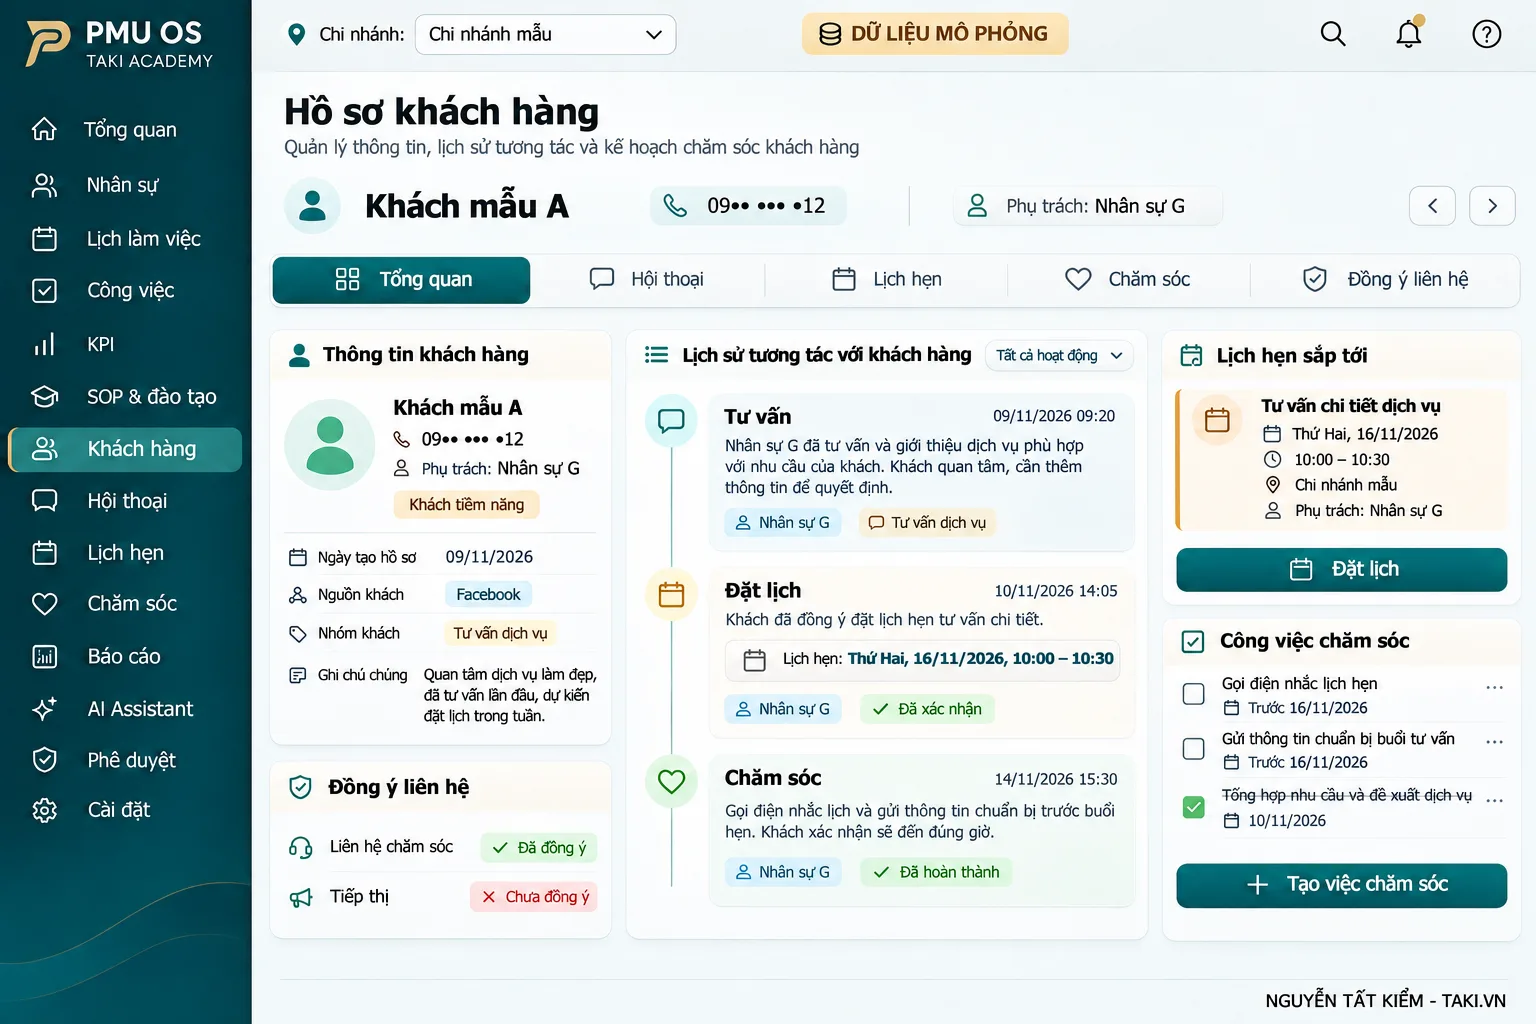 PMU OS
TAKI ACADEMY
Tổng quan
Nhân sự
Lịch làm việc
Công việc
KPI
SOP & đào tạo
Khách hàng
Hội thoại
Lịch hẹn
Chăm sóc
Báo cáo
AI Assistant
Phê duyệt
Cài đặt
Chi nhánh: Chi nhánh mẫu
DỮ LIỆU MÔ PHỎNG
Hồ sơ khách hàng
Quản lý thông tin, lịch sử tương tác và kế hoạch chăm sóc khách hàng
Khách mẫu A
09•• ••• •12
Phụ trách: Nhân sự G
Tổng quan
Hội thoại
Lịch hẹn
Chăm sóc
Đồng ý liên hệ
Thông tin khách hàng
Khách mẫu A
09•• ••• •12
Phụ trách: Nhân sự G
Khách tiềm năng
Ngày tạo hồ sơ 09/11/2026
Nguồn khách Facebook
Nhóm khách Tư vấn dịch vụ
Ghi chú chúng Quan tâm dịch vụ làm đẹp,
đã tư vấn lần đầu, dự kiến
đặt lịch trong tuần.
Đồng ý liên hệ
Liên hệ chăm sóc Đã đồng ý
Tiếp thị Chưa đồng ý
Lịch sử tương tác với khách hàng
Tất cả hoạt động
Tư vấn 09/11/2026 09:20
Nhân sự G đã tư vấn và giới thiệu dịch vụ phù hợp
với nhu cầu của khách. Khách quan tâm, cần thêm
thông tin để quyết định.
Nhân sự G Tư vấn dịch vụ
Đặt lịch 10/11/2026 14:05
Khách đã đồng ý đặt lịch hẹn tư vấn chi tiết.
Lịch hẹn: Thứ Hai, 16/11/2026, 10:00 – 10:30
Nhân sự G Đã xác nhận
Chăm sóc 14/11/2026 15:30
Gọi điện nhắc lịch và gửi thông tin chuẩn bị trước buổi
hẹn. Khách xác nhận sẽ đến đúng giờ.
Nhân sự G Đã hoàn thành
Lịch hẹn sắp tới
Tư vấn chi tiết dịch vụ
Thứ Hai, 16/11/2026
10:00 – 10:30
Chi nhánh mẫu
Phụ trách: Nhân sự G
Đặt lịch
Công việc chăm sóc
Gọi điện nhắc lịch hẹn
Trước 16/11/2026
Gửi thông tin chuẩn bị buổi tư vấn
Trước 16/11/2026
Tổng hợp nhu cầu và đề xuất dịch vụ
10/11/2026
Tạo việc chăm sóc
NGUYỄN TẤT KIỂM - TAKI.VN